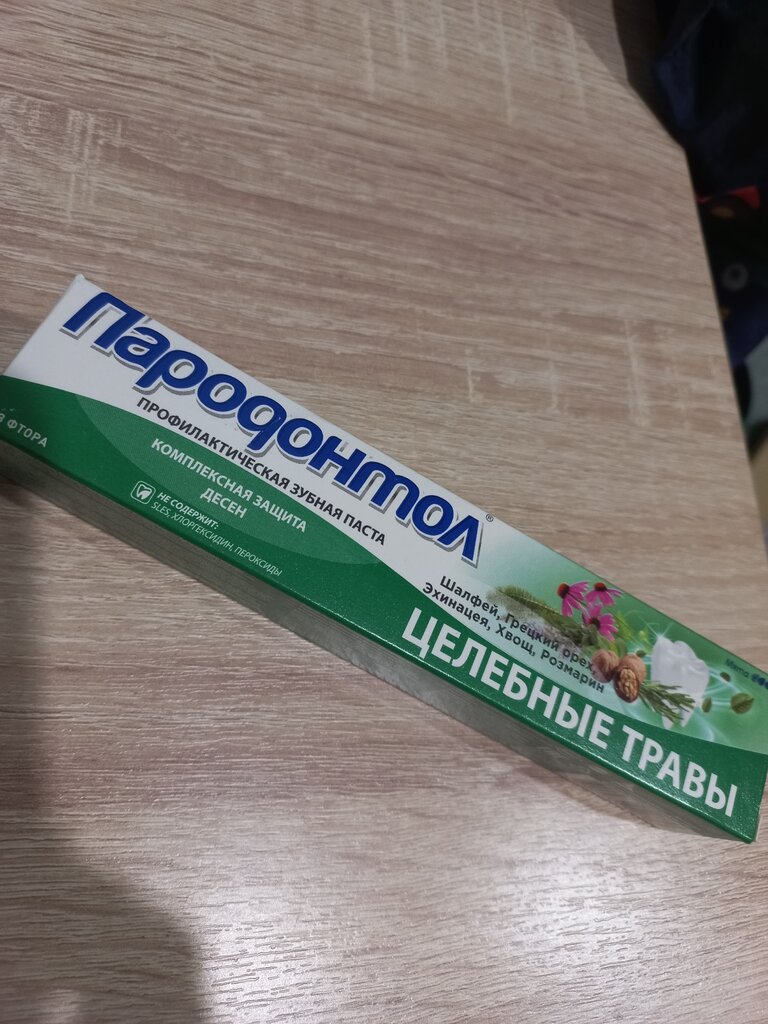 Пародонтол®
ПРОФИЛАКТИЧЕСКАЯ ЗУБНАЯ ПАСТА
ФТОРА
КОМПЛЕКСНАЯ ЗАЩИТА
ДЕСЕН
НЕ СОДЕРЖИТ:
SLES, ХЛОРГЕКСИДИН, ПЕРОКСИДЫ
Шалфей, Грецкий орех,
Эхинацея, Хвощ, Розмарин
Мята
ЦЕЛЕБНЫЕ ТРАВЫ